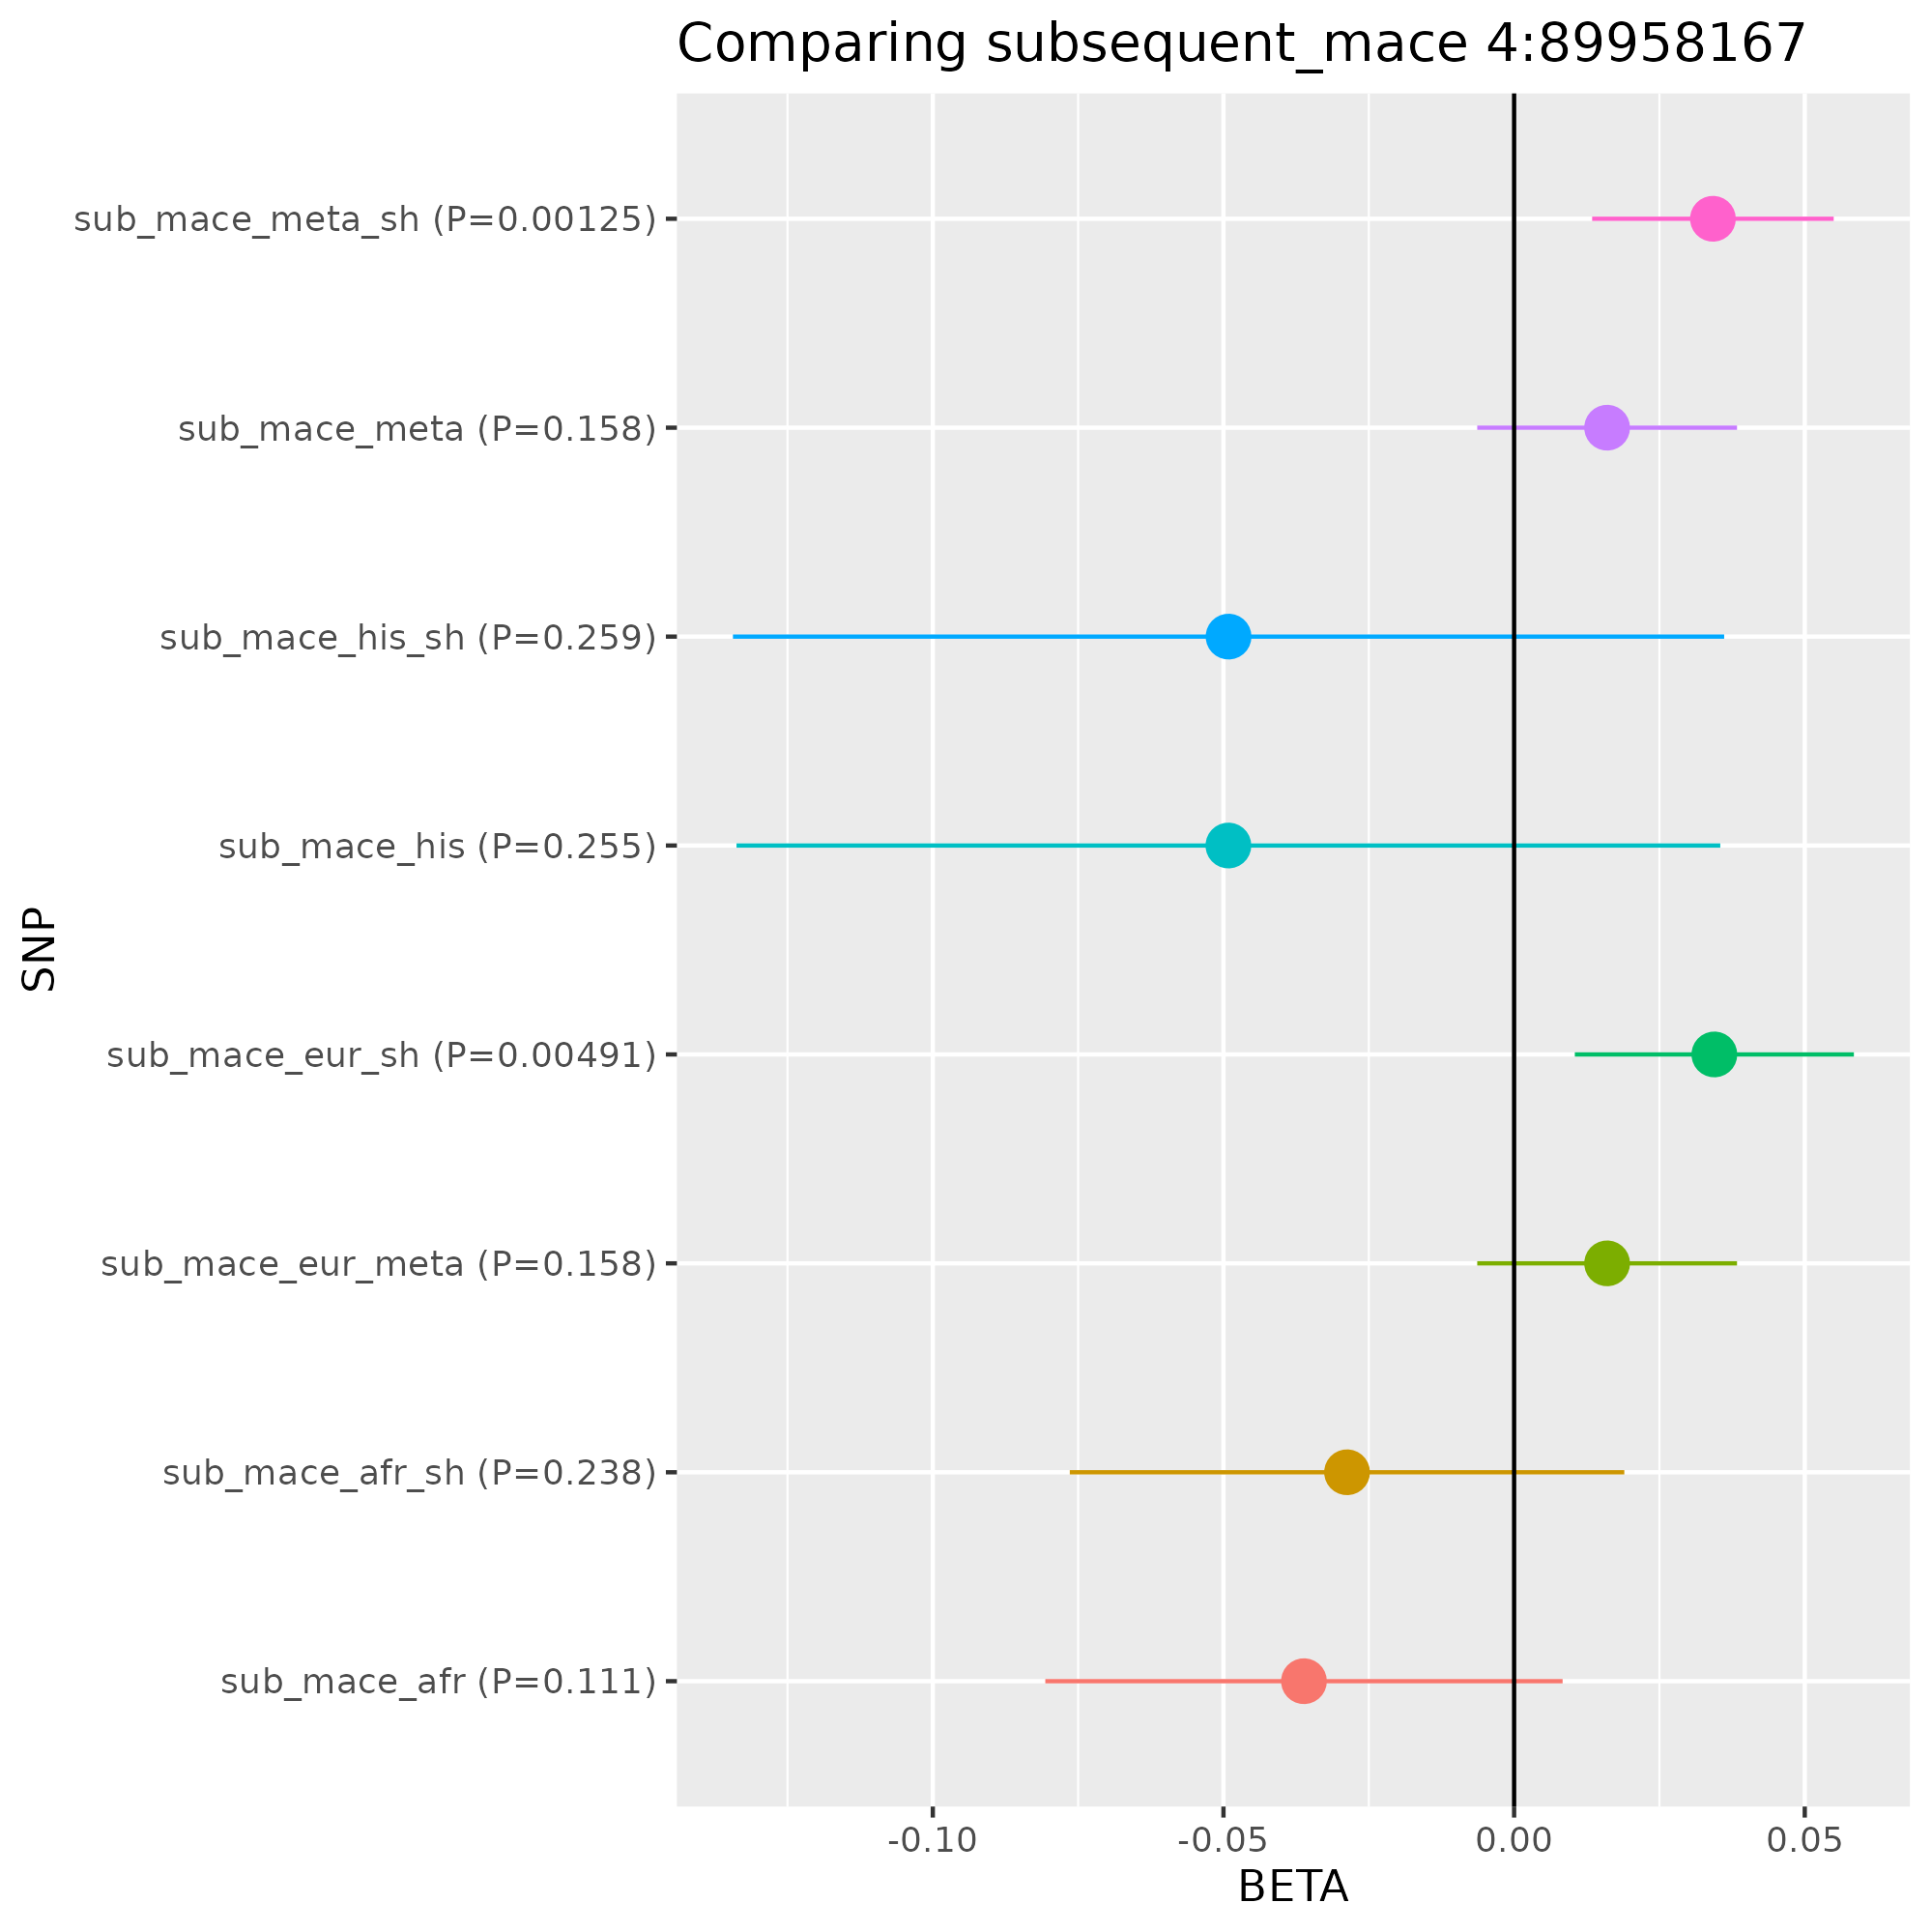 Comparing subsequent_mace 4:89958167
sub_mace_meta_sh (P=0.00125)
sub_mace_meta (P=0.158)
sub_mace_his_sh (P=0.259)
sub_mace_his (P=0.255)
SNP
sub_mace_eur_sh (P=0.00491)
sub_mace_eur_meta (P=0.158)
sub_mace_afr_sh (P=0.238)
sub_mace_afr (P=0.111)
-0.10 -0.05 0.00 0.05
BETA